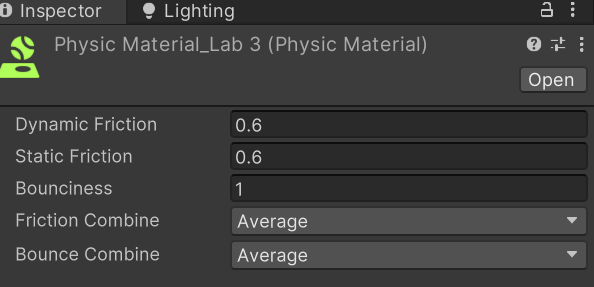 Inspector Lighting
Physic Material_Lab 3 (Physic Material)
Open
Dynamic Friction 0.6
Static Friction 0.6
Bounciness 1
Friction Combine Average
Bounce Combine Average